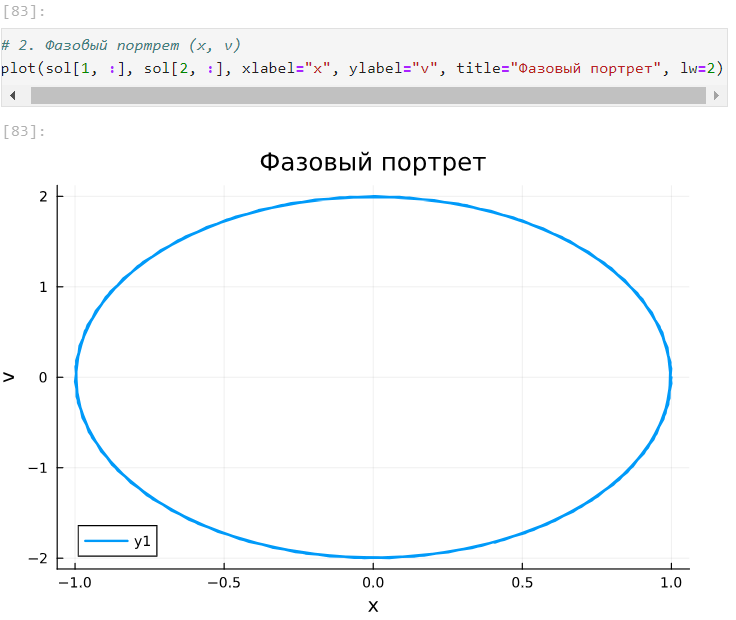 [83]:
# 2. Фазовый портрет (x, v)
plot(sol[1, :], sol[2, :], xlabel="x", ylabel="v", title="Фазовый портрет", lw=2)
[83]:
Фазовый портрет
2
1
0
−1
−2
v
y1
−1.0 −0.5 0.0 0.5 1.0
x